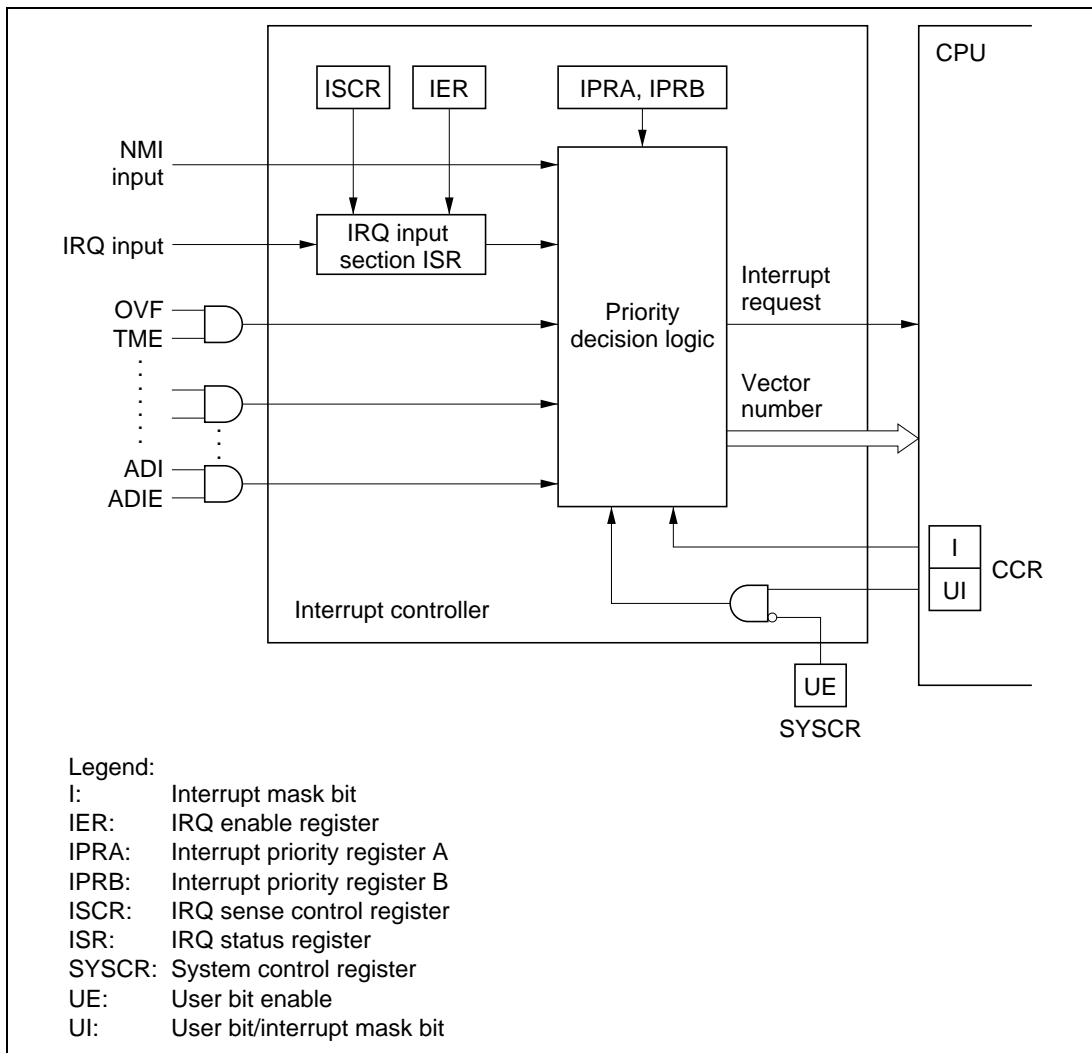 CPU
ISCR
IER
IPRA, IPRB
NMI
input
IRQ input
IRQ input
section ISR
OVF
TME
ADI
ADIE
Priority
decision logic
Interrupt
request
Vector
number
I
UI
CCR
Interrupt controller
UE
SYSCR
Legend:
I: Interrupt mask bit
IER: IRQ enable register
IPRA: Interrupt priority register A
IPRB: Interrupt priority register B
ISCR: IRQ sense control register
ISR: IRQ status register
SYSCR: System control register
UE: User bit enable
UI: User bit/interrupt mask bit